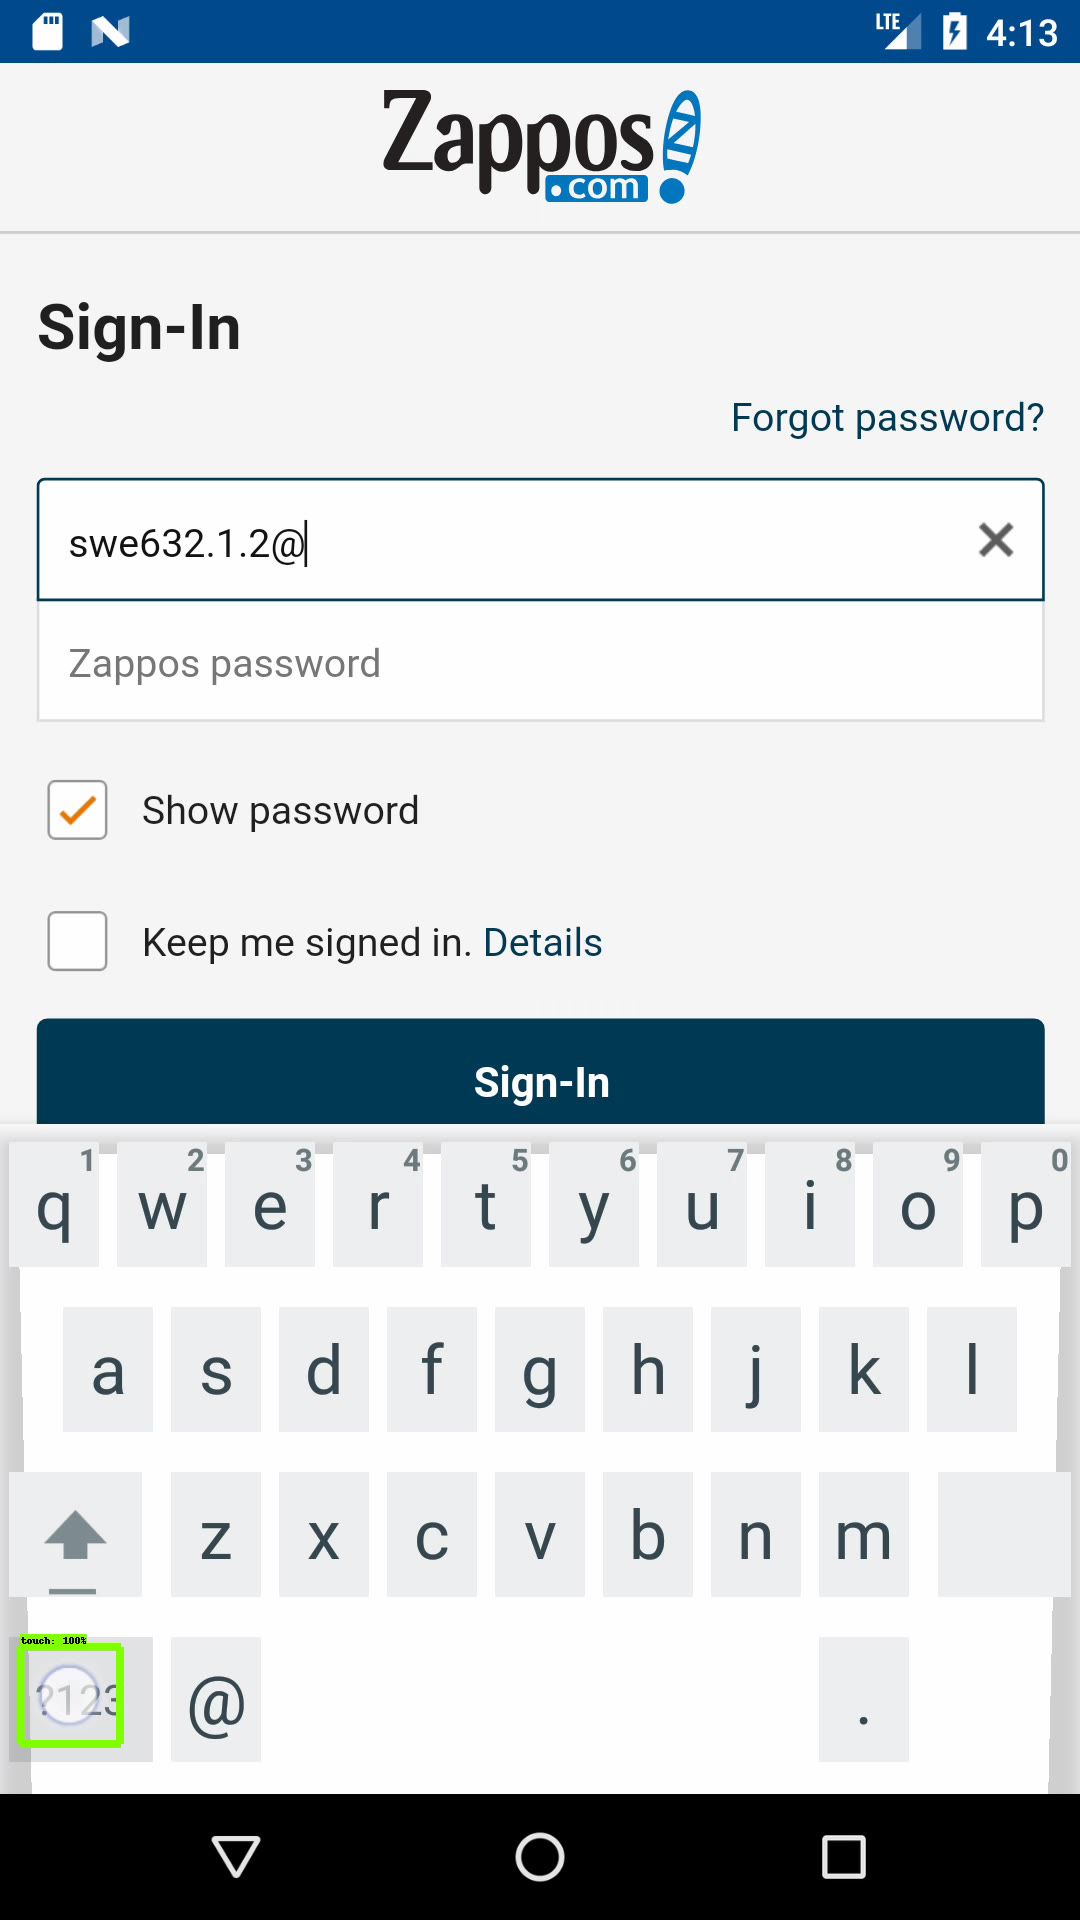 LTE 4:13
Zappos
.com
Sign-In
Forgot password?
swe632.1.2@
Zappos password
Show password
Keep me signed in. Details
Sign-In
1 2 3 4 5 6 7 8 9 0
q w e r t y u i o p
a s d f g h j k l
z x c v b n m
touch: 100%
?123 @ .